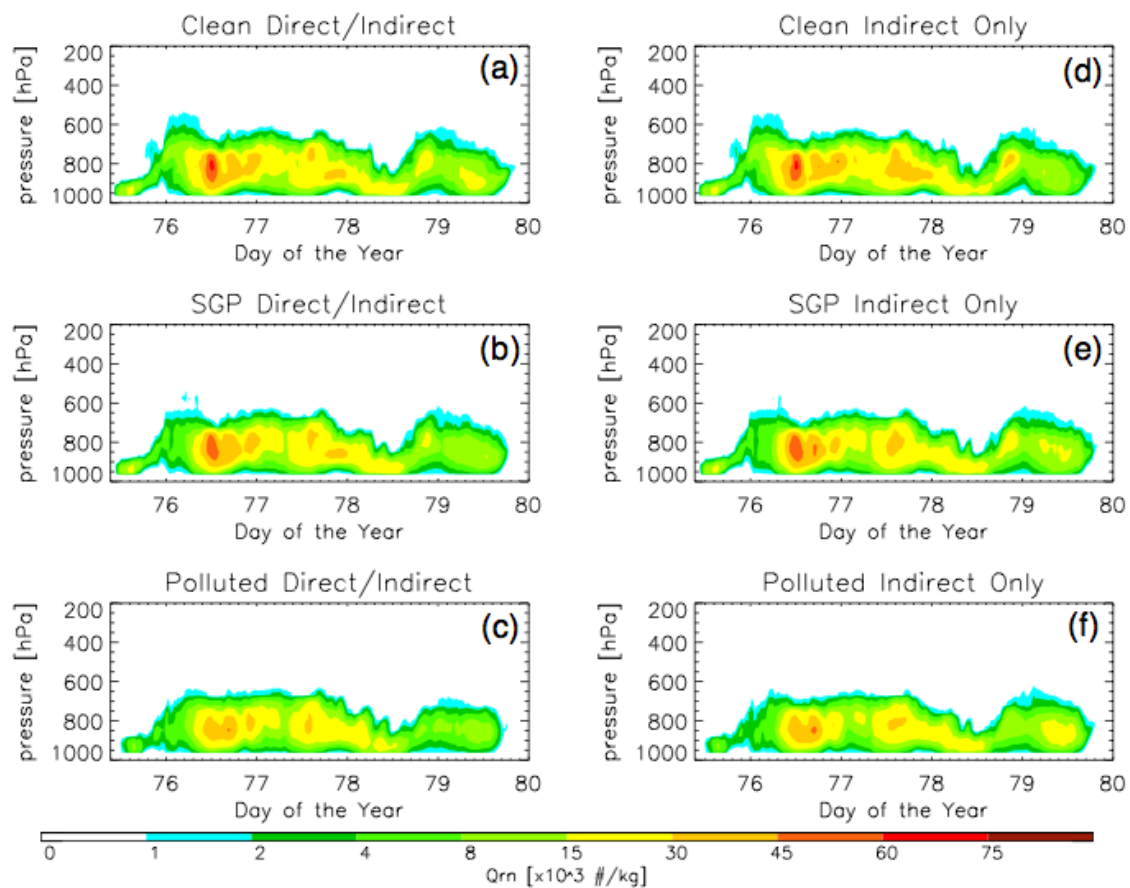 Clean Direct/Indirect
Clean Indirect Only
pressure [hPa]
200
400
600
800
1000
(a)
76 77 78 79 80
Day of the Year
pressure [hPa]
200
400
600
800
1000
(d)
76 77 78 79 80
Day of the Year
SGP Direct/Indirect
SGP Indirect Only
pressure [hPa]
200
400
600
800
1000
(b)
76 77 78 79 80
Day of the Year
pressure [hPa]
200
400
600
800
1000
(e)
76 77 78 79 80
Day of the Year
Polluted Direct/Indirect
Polluted Indirect Only
pressure [hPa]
200
400
600
800
1000
(c)
76 77 78 79 80
Day of the Year
pressure [hPa]
200
400
600
800
1000
(f)
76 77 78 79 80
Day of the Year
0 1 2 4 8 15 30 45 60 75
Qrn [x10^3 #/kg]